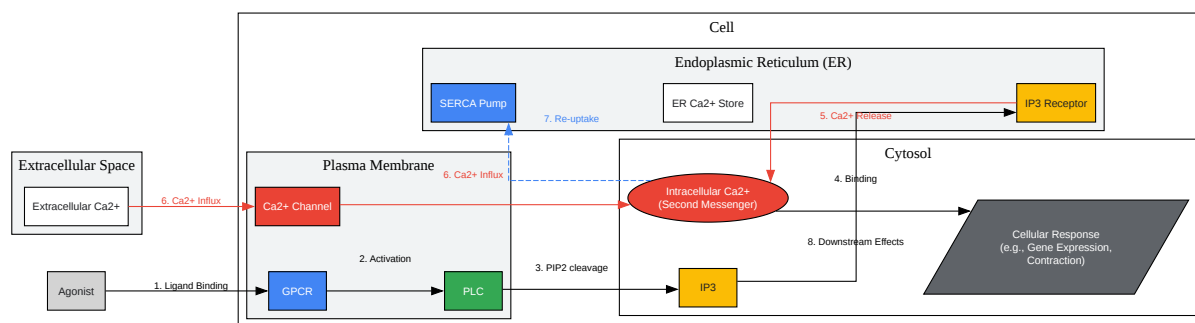 Cell
Endoplasmic Reticulum (ER)
SERCA Pump
ER Ca2+ Store
IP3 Receptor
7. Re-uptake
5. Ca2+ Release
Extracellular Space
Plasma Membrane
Cytosol
Extracellular Ca2+
6. Ca2+ Influx
Ca2+ Channel
6. Ca2+ Influx
Intracellular Ca2+
(Second Messenger)
4. Binding
Cellular Response
(e.g., Gene Expression,
Contraction)
8. Downstream Effects
Agonist
1. Ligand Binding
GPCR
2. Activation
PLC
3. PIP2 cleavage
IP3